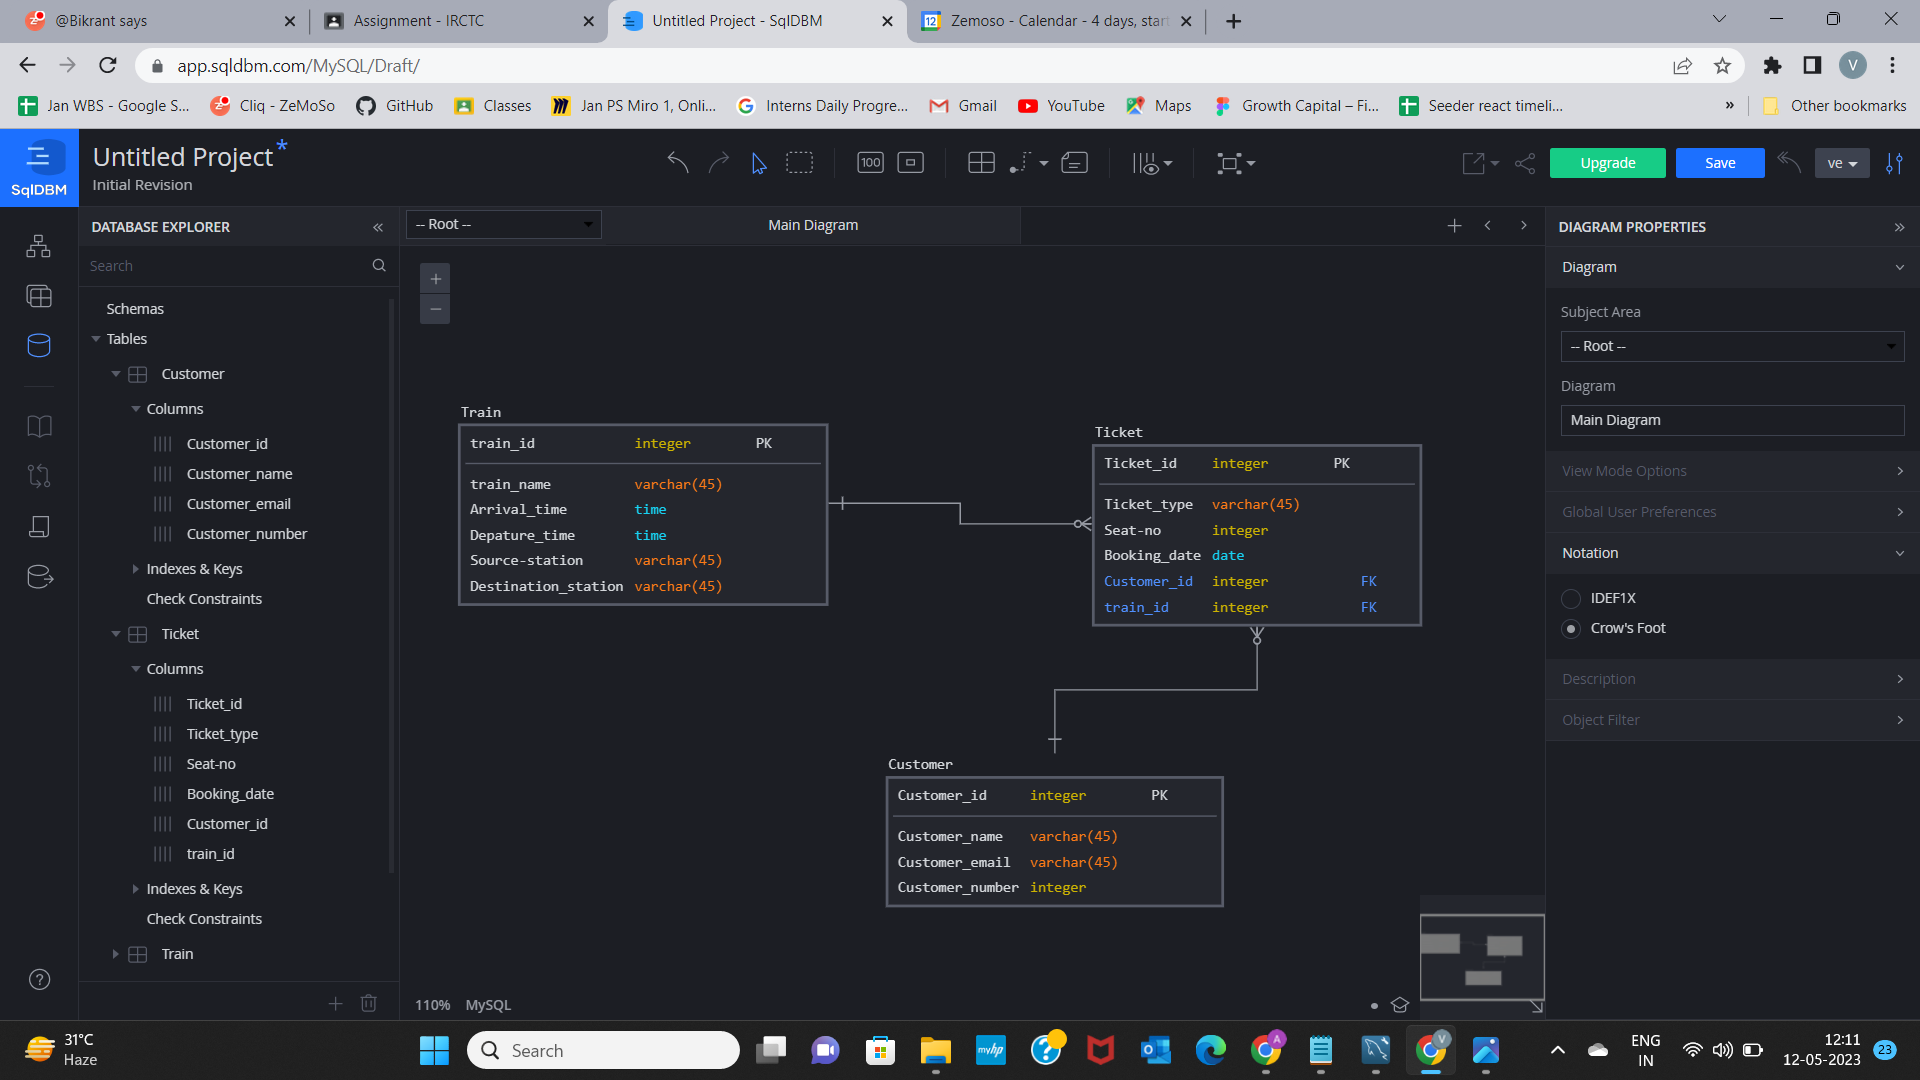 @Bikrant says
Assignment - IRCTC
Untitled Project - SqlDBM
Zemoso - Calendar - 4 days, start
app.sqldbm.com/MySQL/Draft/
V
Jan WBS - Google S...
Cliq - ZeMoSo
GitHub
Classes
Jan PS Miro 1, Onli...
Interns Daily Progre...
Gmail
YouTube
Maps
Growth Capital – Fi...
Seeder react timeli...
»
Other bookmarks
SqlDBM
Untitled Project*
Initial Revision
100
Upgrade
Save
ve
DATABASE EXPLORER
«
-- Root --
Main Diagram
DIAGRAM PROPERTIES
»
Search
Schemas
Tables
Customer
Columns
Customer_id
Customer_name
Customer_email
Customer_number
Indexes & Keys
Check Constraints
Ticket
Columns
Ticket_id
Ticket_type
Seat-no
Booking_date
Customer_id
train_id
Indexes & Keys
Check Constraints
Train
+
−
Train
train_id integer PK
train_name varchar(45)
Arrival_time time
Depature_time time
Source-station varchar(45)
Destination_station varchar(45)
Ticket
Ticket_id integer PK
Ticket_type varchar(45)
Seat-no integer
Booking_date date
Customer_id integer FK
train_id integer FK
Customer
Customer_id integer PK
Customer_name varchar(45)
Customer_email varchar(45)
Customer_number integer
110% MySQL
Diagram
Subject Area
-- Root --
Diagram
Main Diagram
View Mode Options
Global User Preferences
Notation
IDEF1X
Crow's Foot
Description
Object Filter
31°C
Haze
Search
myhp
A
V
ENG
IN
12:11
12-05-2023
23